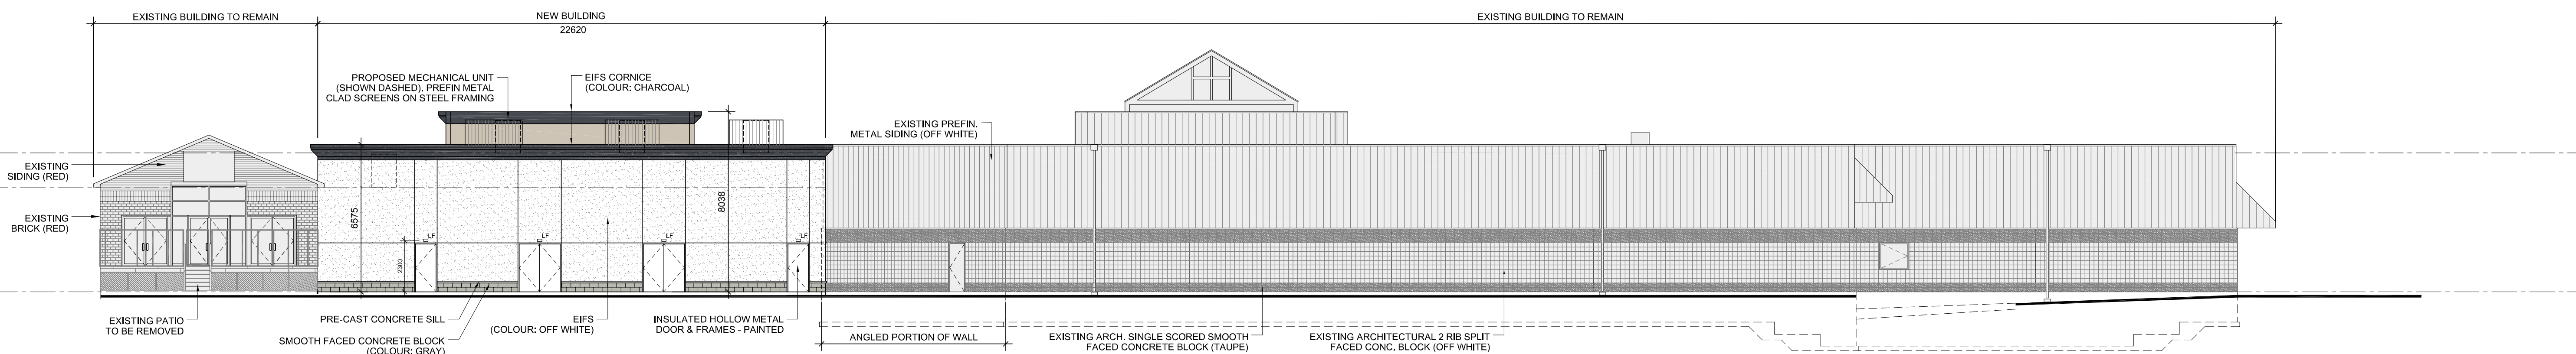 EXISTING BUILDING TO REMAIN
NEW BUILDING
22620
EXISTING BUILDING TO REMAIN
PROPOSED MECHANICAL UNIT
(SHOWN DASHED), PREFIN METAL
CLAD SCREENS ON STEEL FRAMING
EIFS CORNICE
(COLOUR: CHARCOAL)
EXISTING PREFIN.
METAL SIDING (OFF WHITE)
EXISTING
SIDING (RED)
EXISTING
BRICK (RED)
6575
8038
2300
LF
LF
LF
LF
EXISTING PATIO
TO BE REMOVED
PRE-CAST CONCRETE SILL
SMOOTH FACED CONCRETE BLOCK
(COLOUR: GRAY)
EIFS
(COLOUR: OFF WHITE)
INSULATED HOLLOW METAL
DOOR & FRAMES - PAINTED
ANGLED PORTION OF WALL
EXISTING ARCH. SINGLE SCORED SMOOTH
FACED CONCRETE BLOCK (TAUPE)
EXISTING ARCHITECTURAL 2 RIB SPLIT
FACED CONC. BLOCK (OFF WHITE)